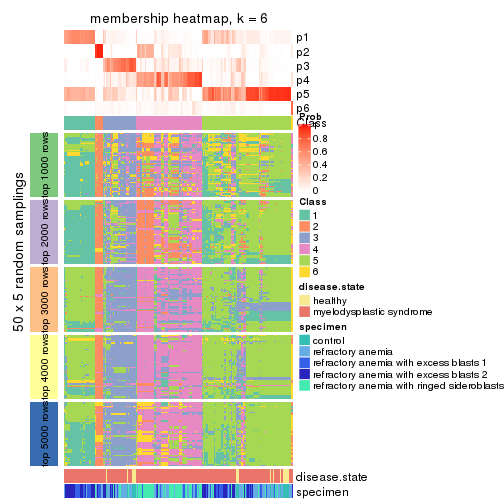 membership heatmap, k = 6
p1
p2
p3
p4
p5
p6
Class
Prob
1
0.8
0.6
0.4
0.2
0
50 x 5 random samplings
top 1000 rows
top 2000 rows
top 3000 rows
top 4000 rows
top 5000 rows
Class
1
2
3
4
5
6
disease.state
healthy
myelodysplastic syndrome
specimen
control
refractory anemia
refractory anemia with excess blasts 1
refractory anemia with excess blasts 2
refractory anemia with ringed sideroblasts
disease.state
specimen